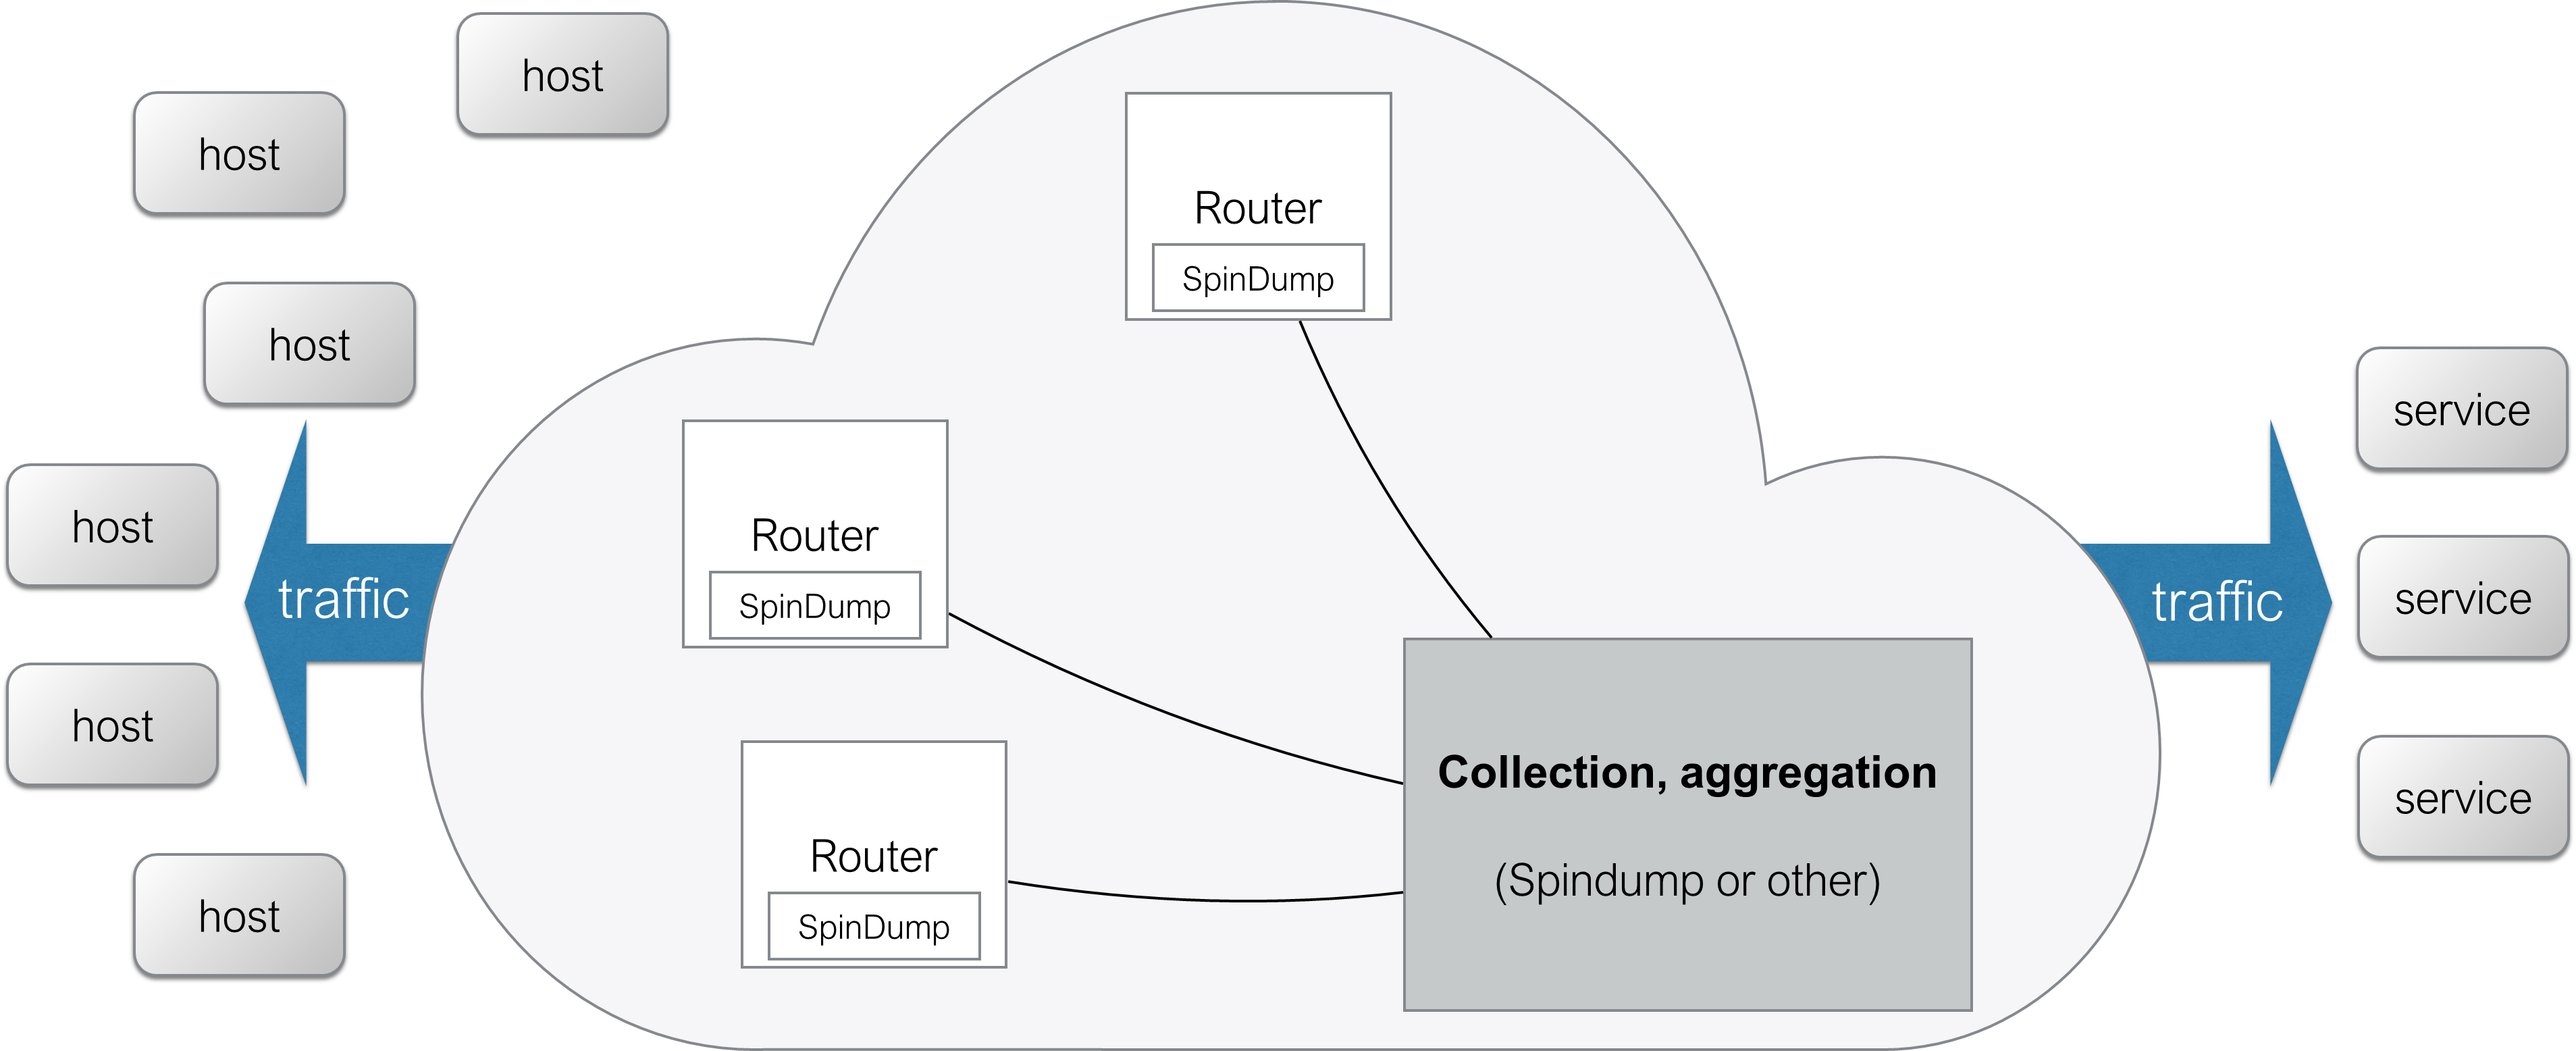 host
host
host
host
host
host
traffic
Router
SpinDump
Router
SpinDump
Router
SpinDump
Collection, aggregation
(Spindump or other)
traffic
service
service
service